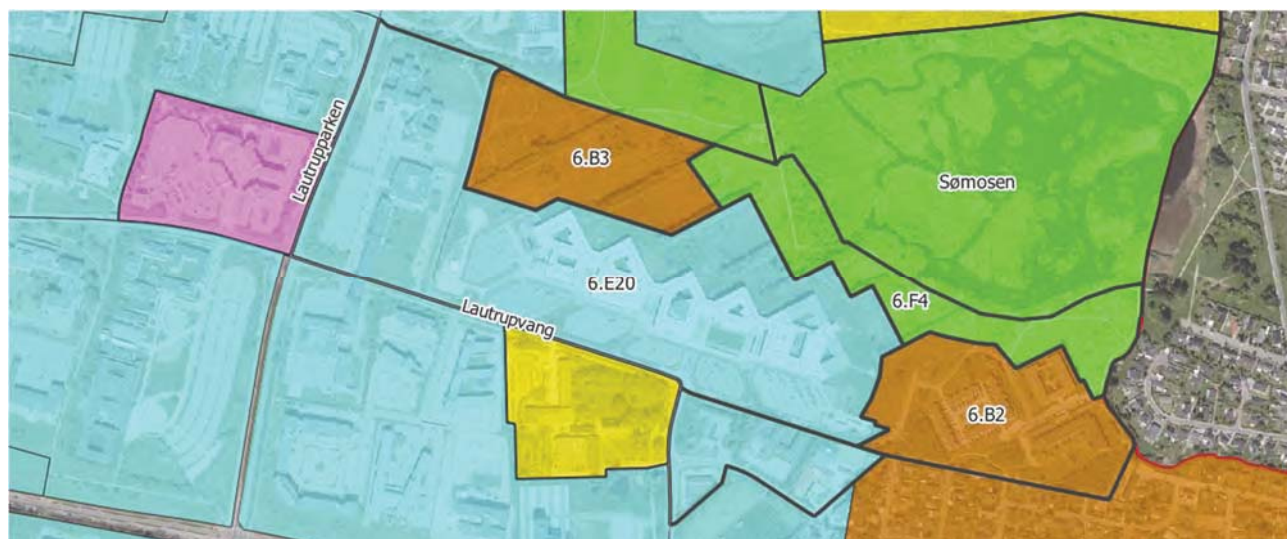 Lautrupparken
6.B3
Sømosen
6.E20
6.F4
Lautrupvang
6.B2